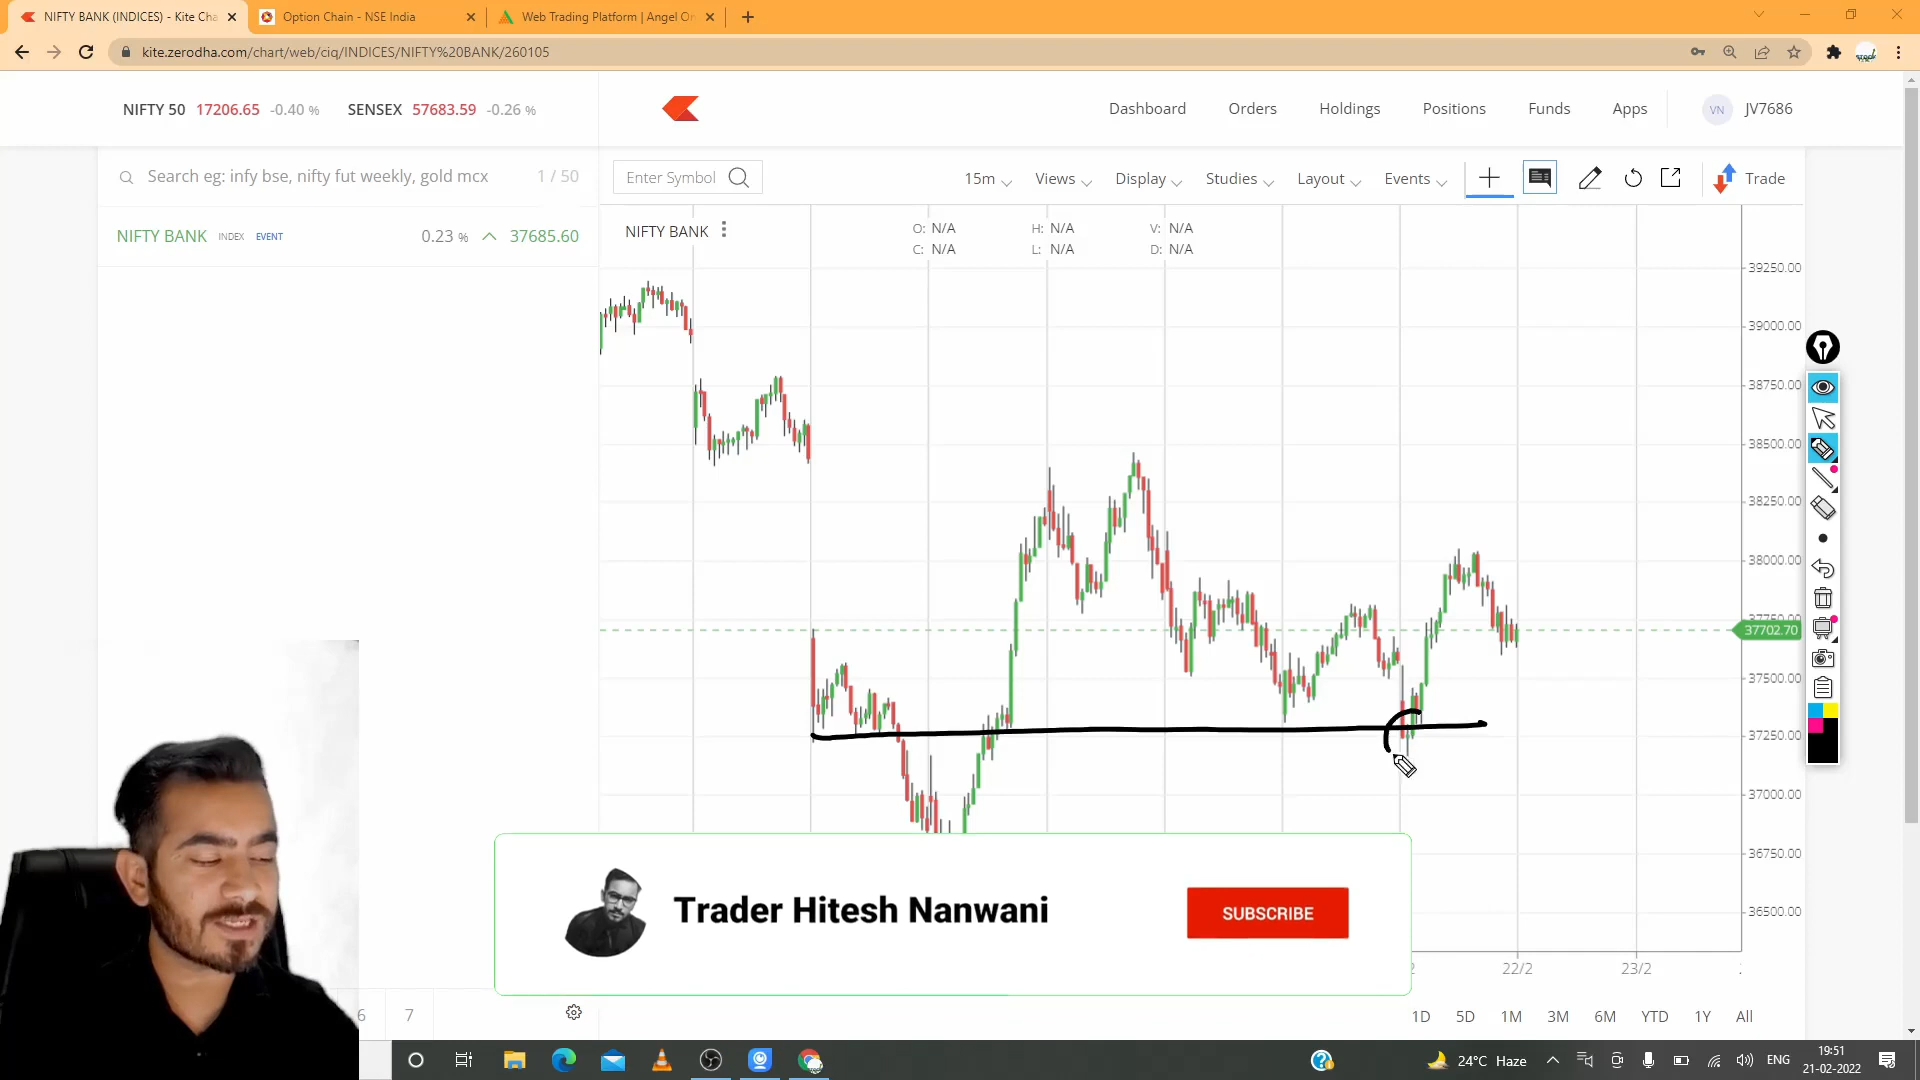 NIFTY BANK (INDICES) - Kite Cha
Option Chain - NSE India
Web Trading Platform | Angel On
kite.zerodha.com/chart/web/ciq/INDICES/NIFTY%20BANK/260105
NIFTY 50 17206.65 -0.40 %
SENSEX 57683.59 -0.26 %
Dashboard
Orders
Holdings
Positions
Funds
Apps
VN JV7686
Search eg: infy bse, nifty fut weekly, gold mcx
1 / 50
Enter Symbol
15m
Views
Display
Studies
Layout
Events
Trade
NIFTY BANK INDEX EVENT 0.23 % 37685.60
NIFTY BANK
O: N/A H: N/A V: N/A
C: N/A L: N/A D: N/A
39250.00
39000.00
38750.00
38500.00
38250.00
38000.00
37702.70
37500.00
37250.00
37000.00
36750.00
36500.00
Trader Hitesh Nanwani
SUBSCRIBE
22/2
23/2
6
7
1D 5D 1M 3M 6M YTD 1Y All
24°C Haze
ENG
19:51
21-02-2022